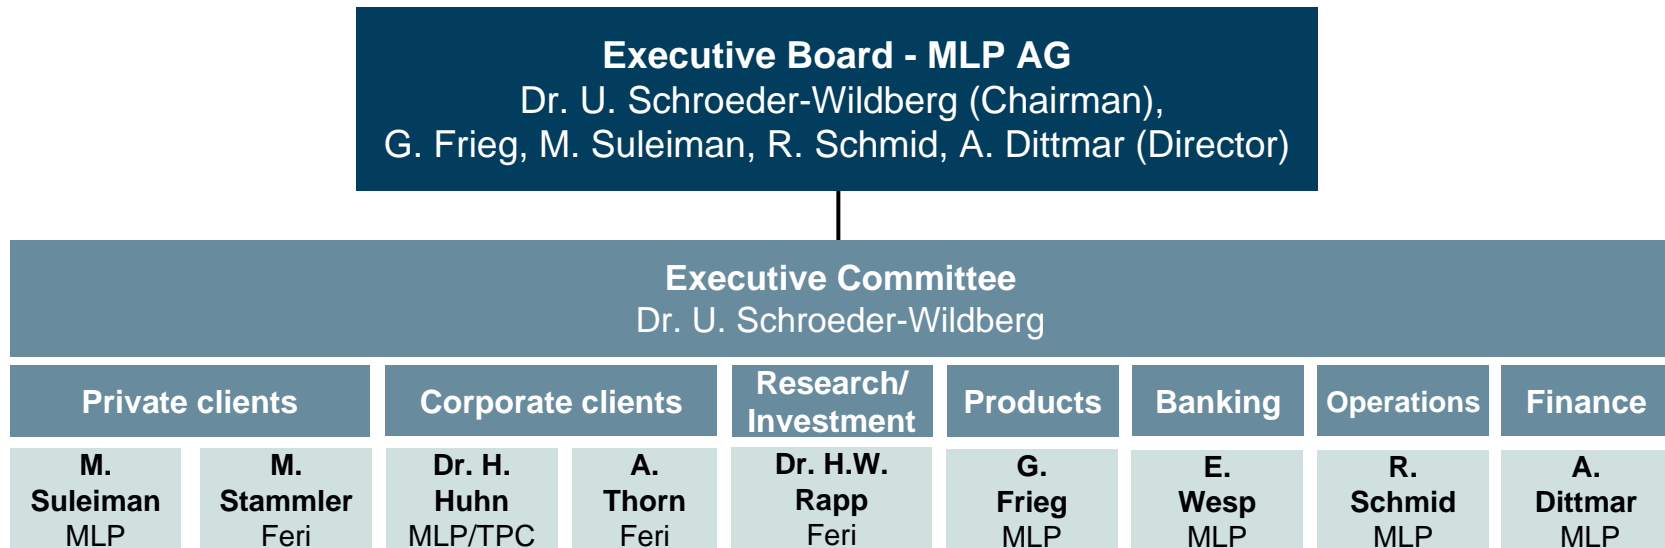 Executive Board - MLP AG
Dr. U. Schroeder-Wildberg (Chairman),
G. Frieg, M. Suleiman, R. Schmid, A. Dittmar (Director)
Executive Committee
Dr. U. Schroeder-Wildberg
Private clients
Corporate clients
Research/
Investment
Products
Banking
Operations
Finance
M.
Suleiman
MLP
M.
Stammler
Feri
Dr. H.
Huhn
MLP/TPC
A.
Thorn
Feri
Dr. H.W.
Rapp
Feri
G.
Frieg
MLP
E.
Wesp
MLP
R.
Schmid
MLP
A.
Dittmar
MLP